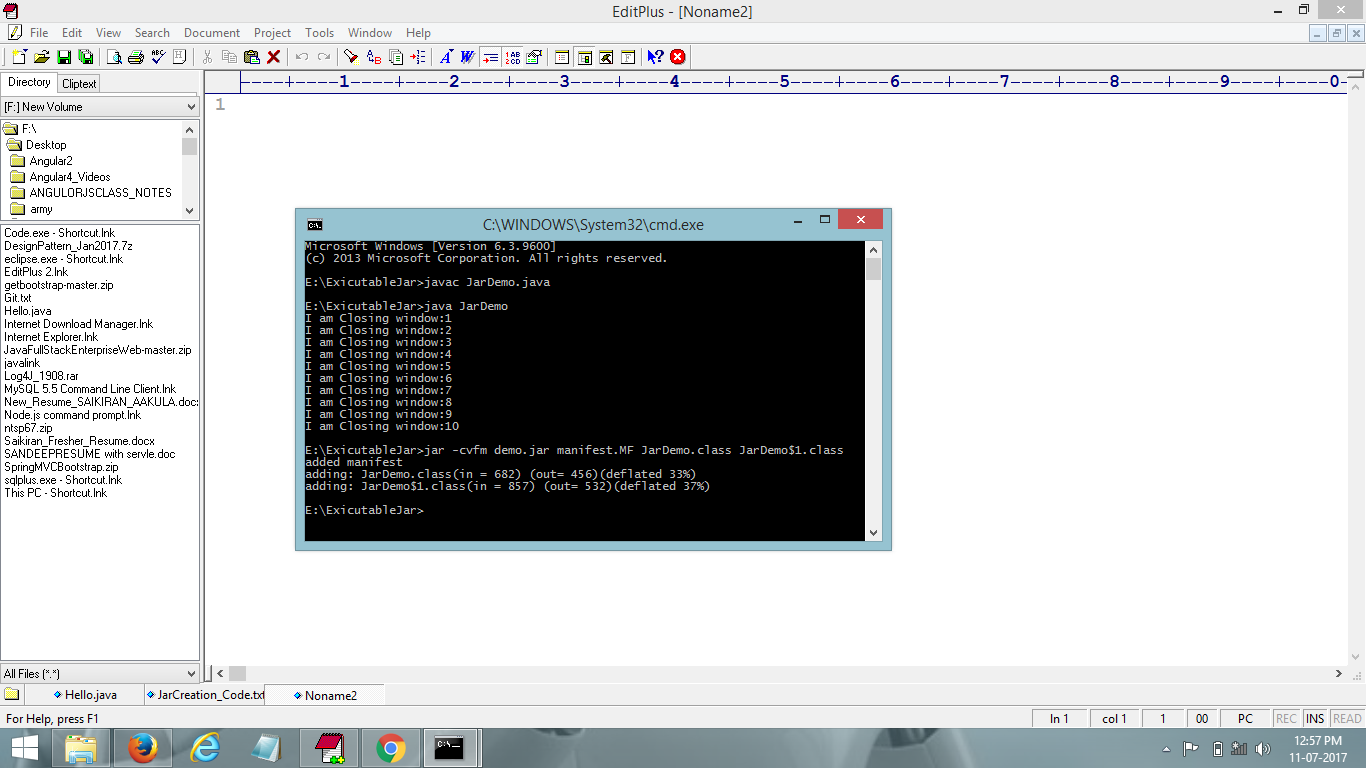 EditPlus - [Noname2]
File Edit View Search Document Project Tools Window Help
Directory Cliptext
[F:] New Volume
F:\
Desktop
Angular2
Angular4_Videos
ANGULORJSCLASS_NOTES
army
Code.exe - Shortcut.lnk
DesignPattern_Jan2017.7z
eclipse.exe - Shortcut.lnk
EditPlus 2.lnk
getbootstrap-master.zip
Git.txt
Hello.java
Internet Download Manager.lnk
Internet Explorer.lnk
JavaFullStackEnterpriseWeb-master.zip
javalink
Log4J_1908.rar
MySQL 5.5 Command Line Client.lnk
New_Resume_SAIKIRAN_AAKULA.doc:
Node.js command prompt.lnk
ntsp67.zip
Saikiran_Fresher_Resume.docx
SANDEEPRESUME with servle.doc
SpringMVCBootstrap.zip
sqlplus.exe - Shortcut.lnk
This PC - Shortcut.lnk
All Files (*.*)
----+----1----+----2----+----3----+----4----+----5----+----6----+----7----+----8----+----9----+----0-
1
C:\WINDOWS\System32\cmd.exe
Microsoft Windows [Version 6.3.9600]
(c) 2013 Microsoft Corporation. All rights reserved.
E:\ExicutableJar>javac JarDemo.java
E:\ExicutableJar>java JarDemo
I am Closing window:1
I am Closing window:2
I am Closing window:3
I am Closing window:4
I am Closing window:5
I am Closing window:6
I am Closing window:7
I am Closing window:8
I am Closing window:9
I am Closing window:10
E:\ExicutableJar>jar -cvfm demo.jar manifest.MF JarDemo.class JarDemo$1.class
added manifest
adding: JarDemo.class(in = 682) (out= 456)(deflated 33%)
adding: JarDemo$1.class(in = 857) (out= 532)(deflated 37%)
E:\ExicutableJar>
Hello.java JarCreation_Code.txt Noname2
For Help, press F1
ln 1 col 1 1 00 PC REC INS READ
12:57 PM
11-07-2017